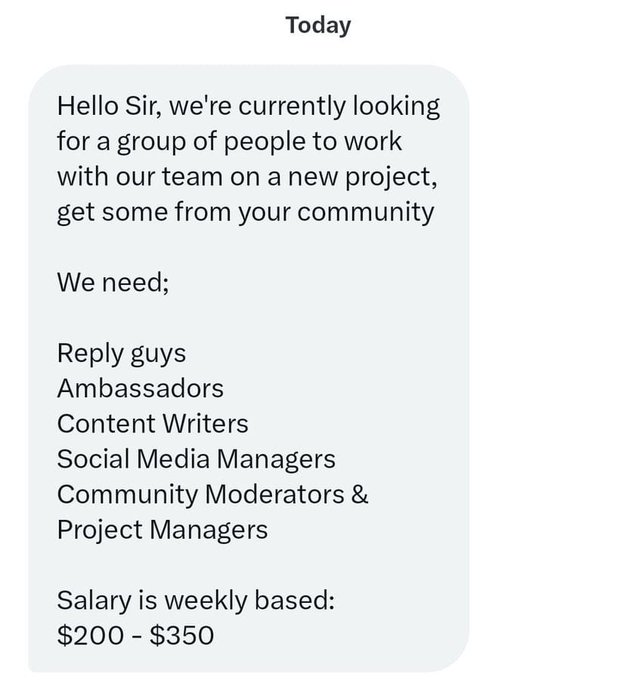 Today
Hello Sir, we're currently looking
for a group of people to work
with our team on a new project,
get some from your community
We need;
Reply guys
Ambassadors
Content Writers
Social Media Managers
Community Moderators &
Project Managers
Salary is weekly based:
$200 - $350